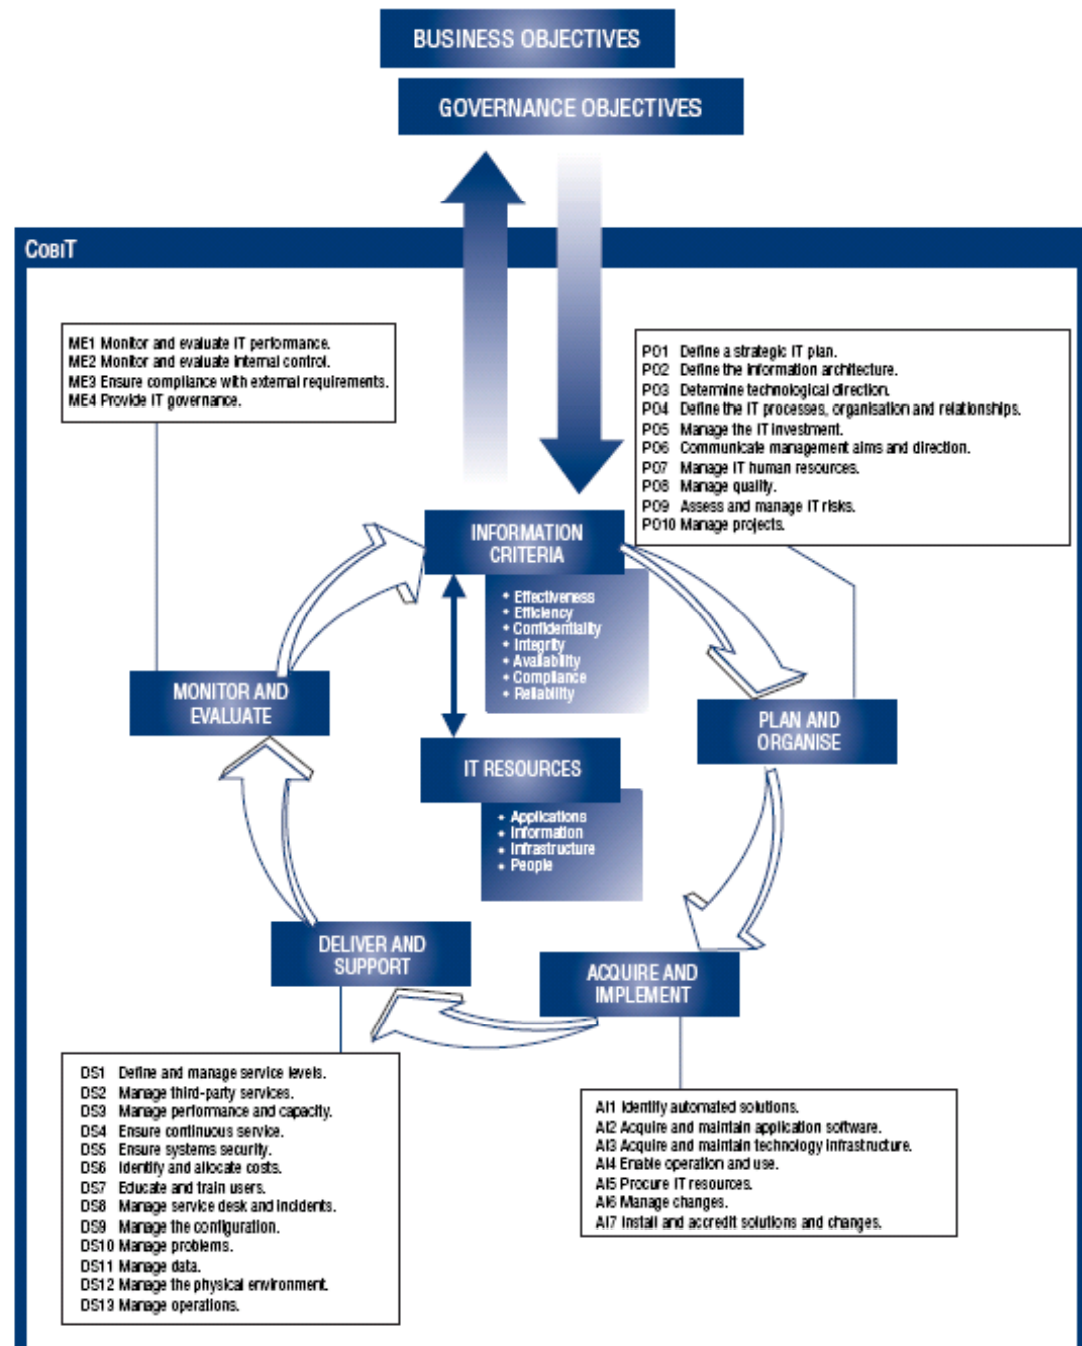 BUSINESS OBJECTIVES
GOVERNANCE OBJECTIVES
COBIT
ME1 Monitor and evaluate IT performance.
ME2 Monitor and evaluate internal control.
ME3 Ensure compliance with external requirements.
ME4 Provide IT governance.
PO1 Define a strategic IT plan.
PO2 Define the information architecture.
PO3 Determine technological direction.
PO4 Define the IT processes, organisation and relationships.
PO5 Manage the IT investment.
PO6 Communicate management aims and direction.
PO7 Manage IT human resources.
PO8 Manage quality.
PO9 Assess and manage IT risks.
PO10 Manage projects.
INFORMATION
CRITERIA
• Effectiveness
• Efficiency
• Confidentiality
• Integrity
• Availability
• Compliance
• Reliability
MONITOR AND
EVALUATE
PLAN AND
ORGANISE
IT RESOURCES
• Applications
• Information
• Infrastructure
• People
DELIVER AND
SUPPORT
ACQUIRE AND
IMPLEMENT
DS1 Define and manage service levels.
DS2 Manage third-party services.
DS3 Manage performance and capacity.
DS4 Ensure continuous service.
DS5 Ensure systems security.
DS6 Identify and allocate costs.
DS7 Educate and train users.
DS8 Manage service desk and incidents.
DS9 Manage the configuration.
DS10 Manage problems.
DS11 Manage data.
DS12 Manage the physical environment.
DS13 Manage operations.
AI1 Identify automated solutions.
AI2 Acquire and maintain application software.
AI3 Acquire and maintain technology infrastructure.
AI4 Enable operation and use.
AI5 Procure IT resources.
AI6 Manage changes.
AI7 Install and accredit solutions and changes.